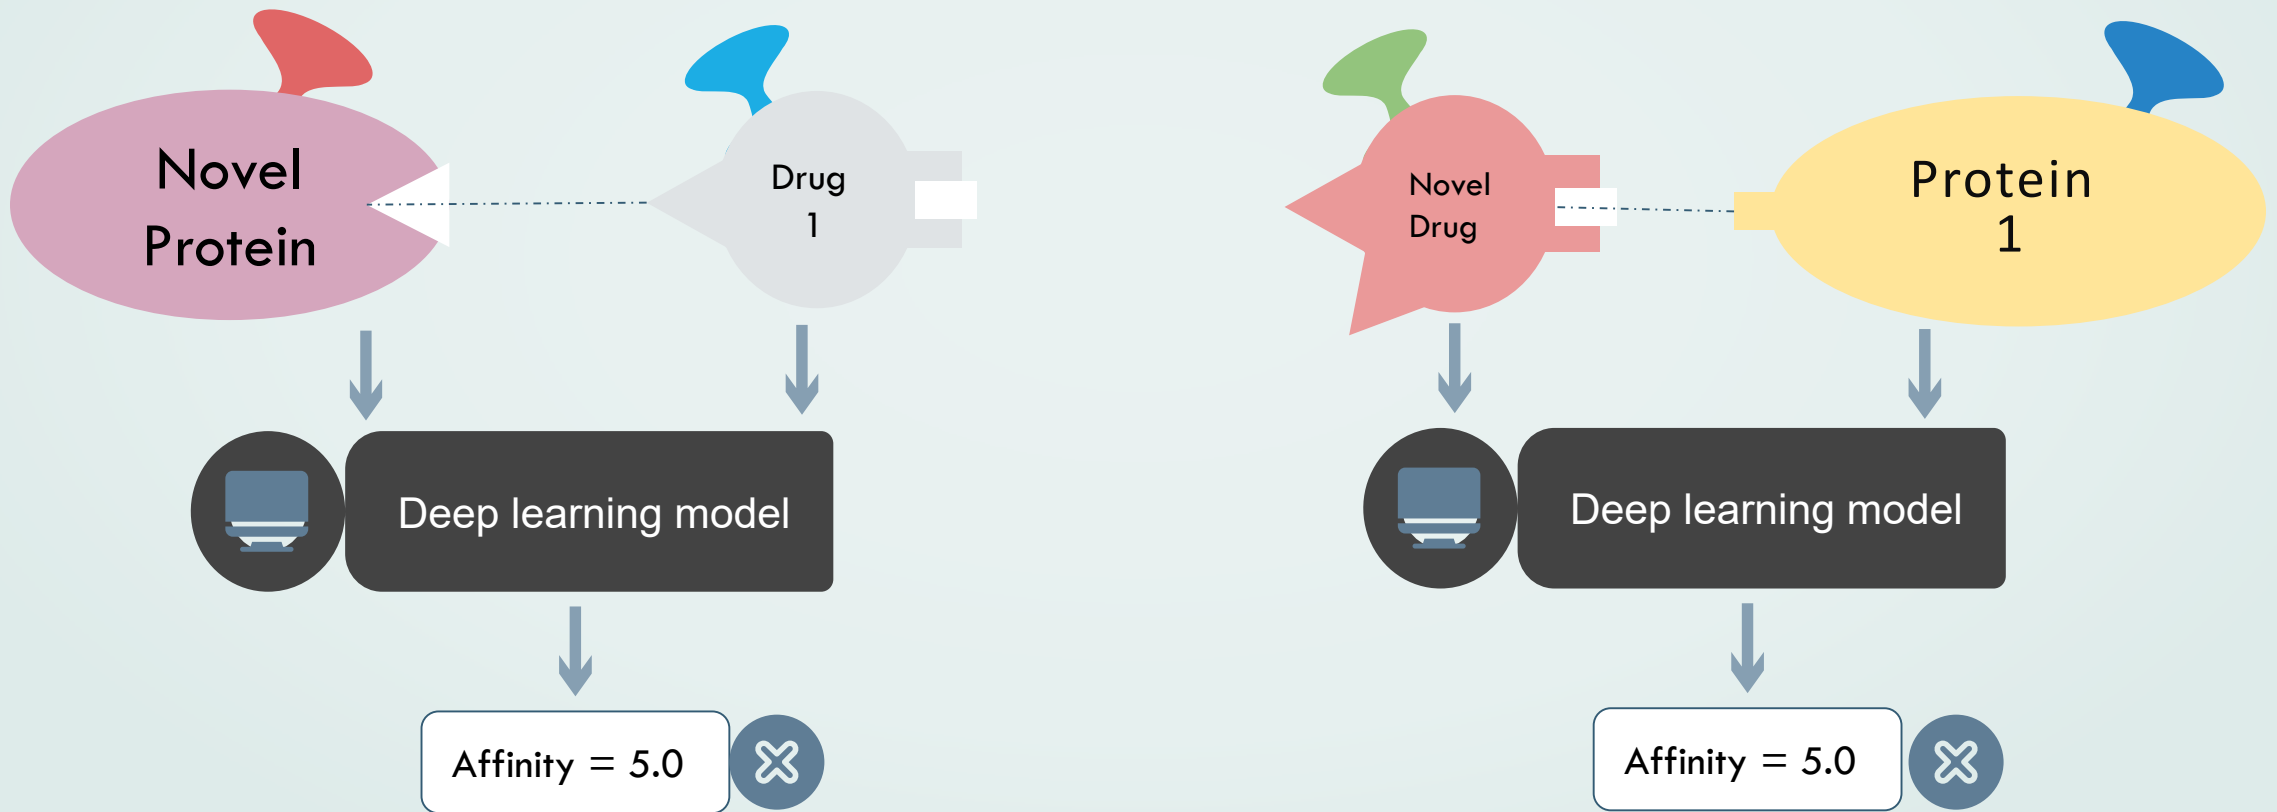 Novel
Protein
Drug
1
Novel
Drug
Protein
1
Deep learning model
Deep learning model
Affinity = 5.0
Affinity = 5.0